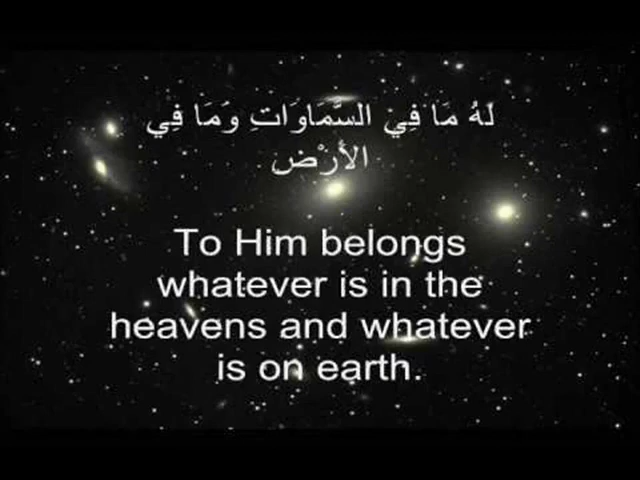 لَهُ مَا فِي السَّمَاوَاتِ وَمَا فِي
الأَرْضِ
To Him belongs
whatever is in the
heavens and whatever
is on earth.